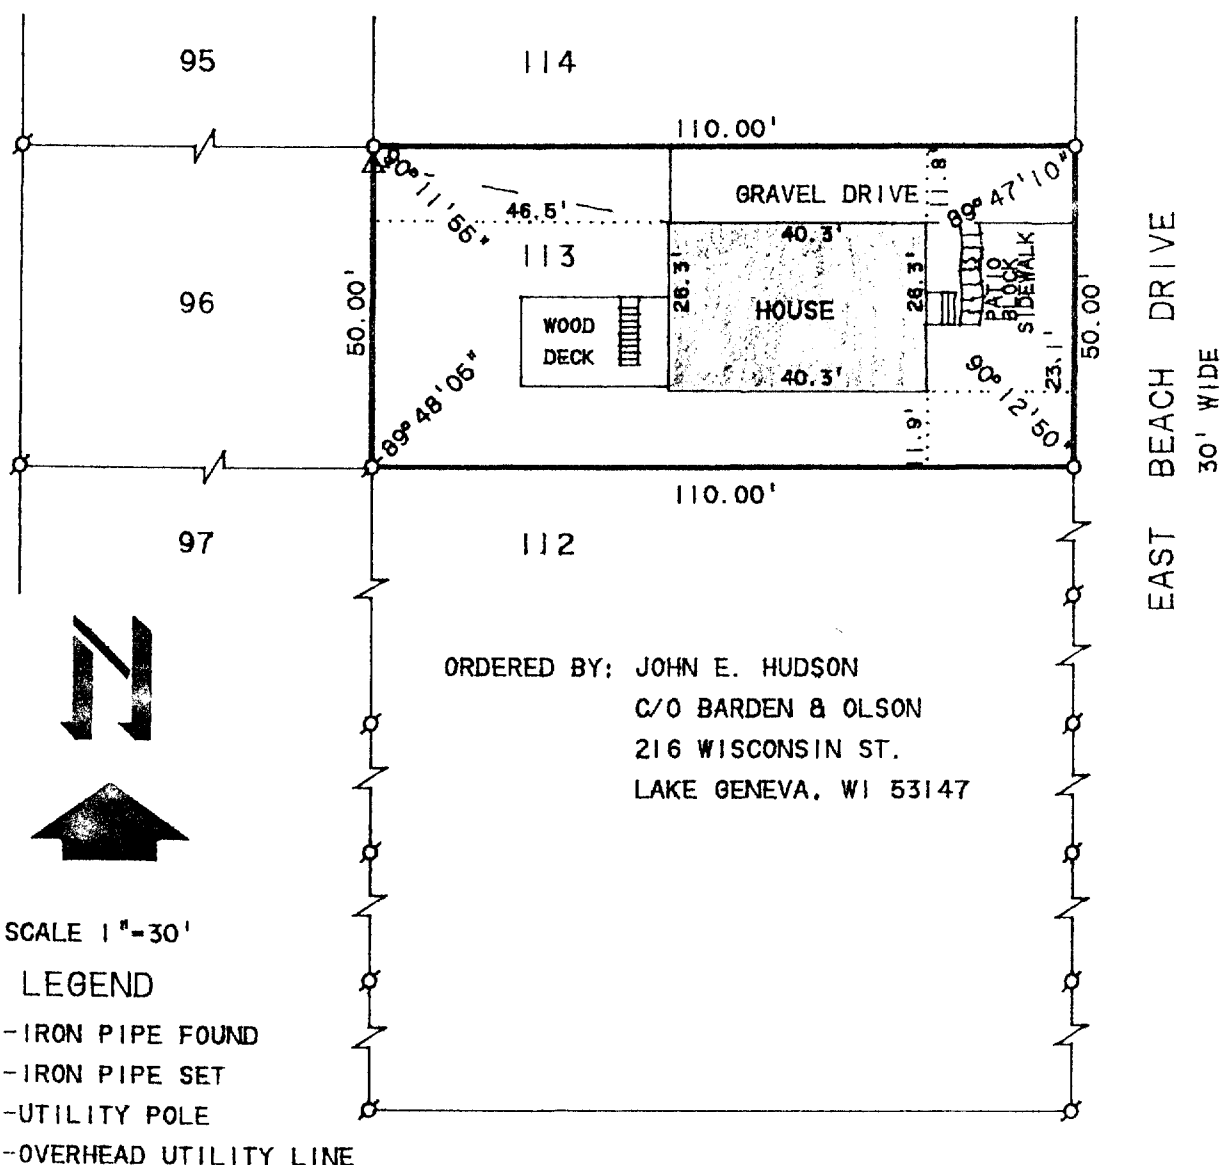 95
114
110.00'
90° 11' 55"
46.5'
GRAVEL DRIVE
11.8
89° 47' 10"
113
40.3'
26.3'
26.3'
HOUSE
40.3'
PATIO
BLOCK
SIDEWALK
96
50.00'
WOOD
DECK
89° 48' 05"
23.1'
90° 12' 50"
11.9'
50.00'
EAST BEACH DRIVE
30' WIDE
110.00'
97
112
N
ORDERED BY: JOHN E. HUDSON
C/O BARDEN & OLSON
216 WISCONSIN ST.
LAKE GENEVA, WI 53147
SCALE 1"=30'
LEGEND
-IRON PIPE FOUND
-IRON PIPE SET
-UTILITY POLE
-OVERHEAD UTILITY LINE